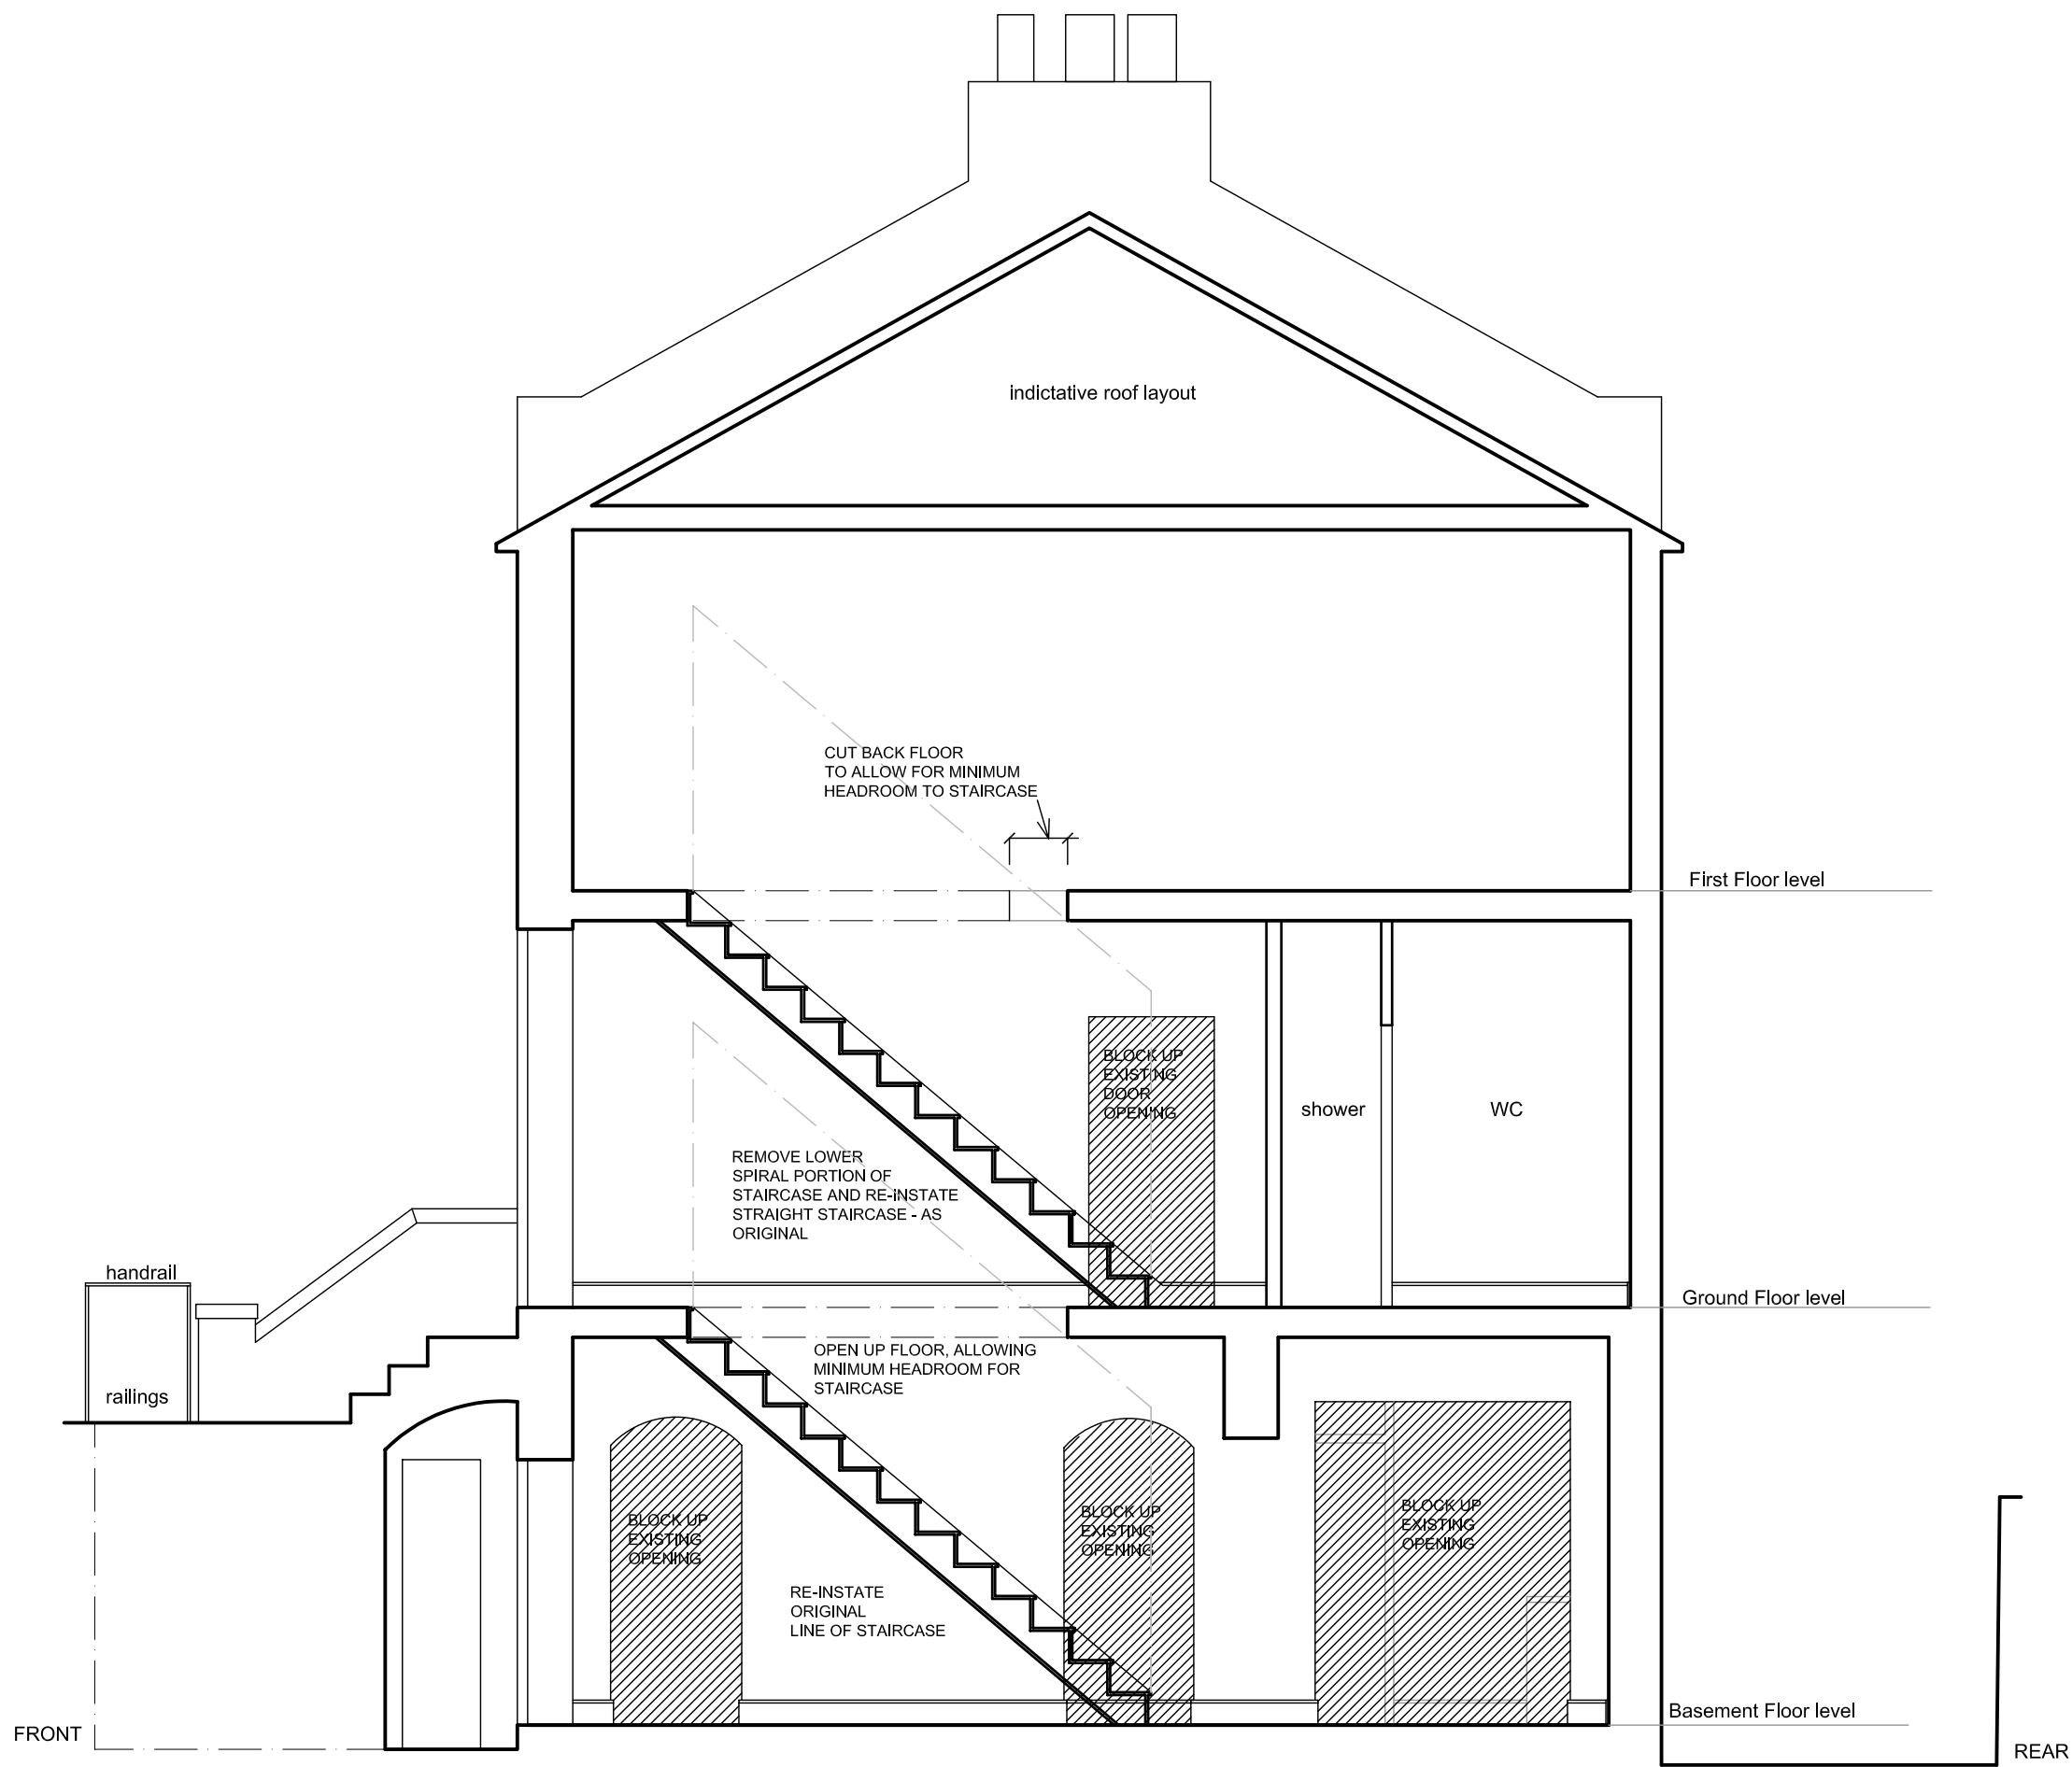 indictative roof layout
CUT BACK FLOOR
TO ALLOW FOR MINIMUM
HEADROOM TO STAIRCASE
First Floor level
BLOCK UP
EXISTING
DOOR
OPENING
shower
WC
REMOVE LOWER
SPIRAL PORTION OF
STAIRCASE AND RE-INSTATE
STRAIGHT STAIRCASE - AS
ORIGINAL
handrail
railings
Ground Floor level
OPEN UP FLOOR, ALLOWING
MINIMUM HEADROOM FOR
STAIRCASE
BLOCK UP
EXISTING
OPENING
BLOCK UP
EXISTING
OPENING
BLOCK UP
EXISTING
OPENING
RE-INSTATE
ORIGINAL
LINE OF STAIRCASE
Basement Floor level
FRONT
REAR